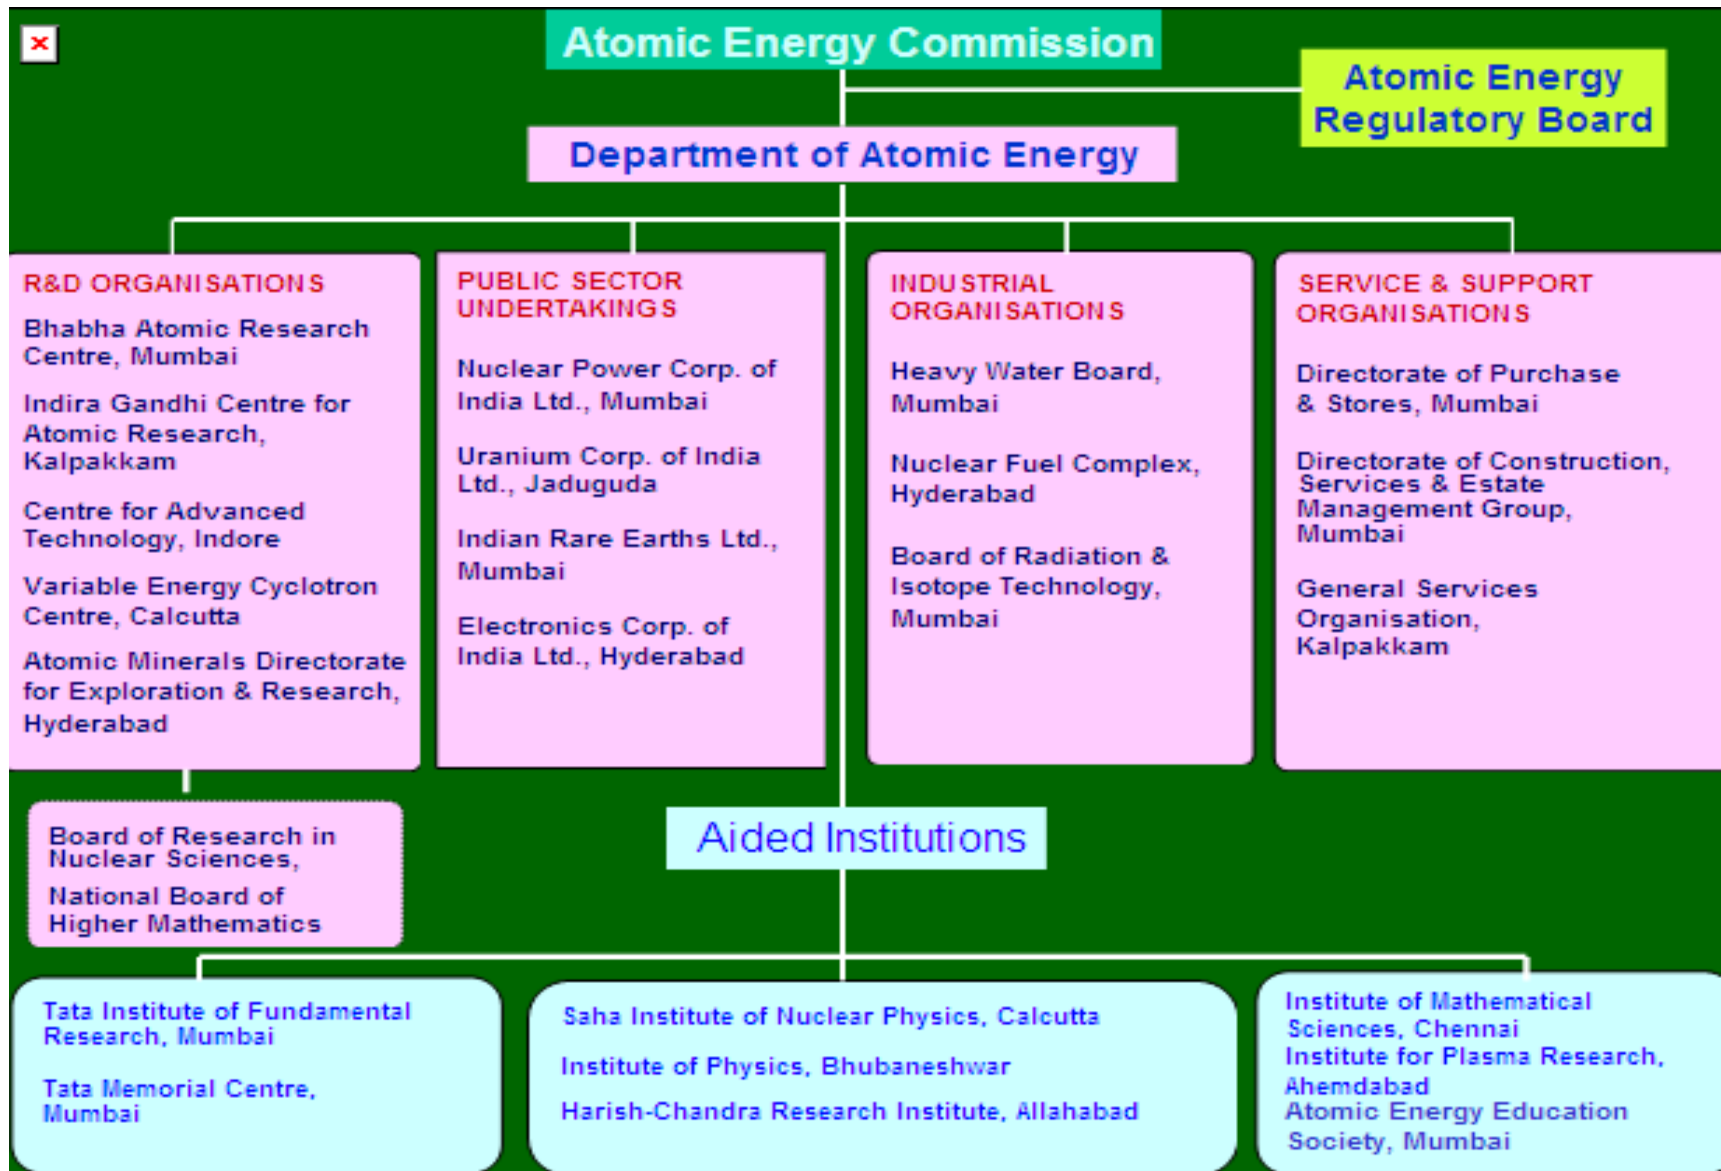 Atomic Energy Commission
Atomic Energy
Regulatory Board
Department of Atomic Energy
R&D ORGANISATIONS
Bhabha Atomic Research
Centre, Mumbai
Indira Gandhi Centre for
Atomic Research,
Kalpakkam
Centre for Advanced
Technology, Indore
Variable Energy Cyclotron
Centre, Calcutta
Atomic Minerals Directorate
for Exploration & Research,
Hyderabad
PUBLIC SECTOR
UNDERTAKINGS
Nuclear Power Corp. of
India Ltd., Mumbai
Uranium Corp. of India
Ltd., Jaduguda
Indian Rare Earths Ltd.,
Mumbai
Electronics Corp. of
India Ltd., Hyderabad
INDUSTRIAL
ORGANISATIONS
Heavy Water Board,
Mumbai
Nuclear Fuel Complex,
Hyderabad
Board of Radiation &
Isotope Technology,
Mumbai
SERVICE & SUPPORT
ORGANISATIONS
Directorate of Purchase
& Stores, Mumbai
Directorate of Construction,
Services & Estate
Management Group,
Mumbai
General Services
Organisation,
Kalpakkam
Board of Research in
Nuclear Sciences,
National Board of
Higher Mathematics
Aided Institutions
Tata Institute of Fundamental
Research, Mumbai
Tata Memorial Centre,
Mumbai
Saha Institute of Nuclear Physics, Calcutta
Institute of Physics, Bhubaneshwar
Harish-Chandra Research Institute, Allahabad
Institute of Mathematical
Sciences, Chennai
Institute for Plasma Research,
Ahemdabad
Atomic Energy Education
Society, Mumbai